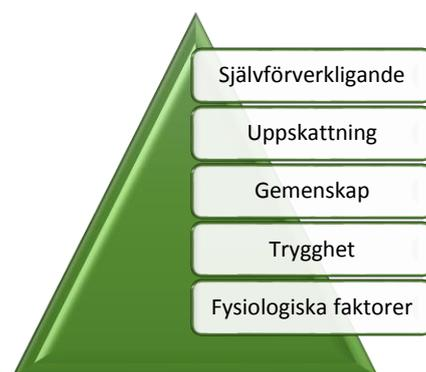 Självförverkligande
Uppskattning
Gemenskap
Trygghet
Fysiologiska faktorer